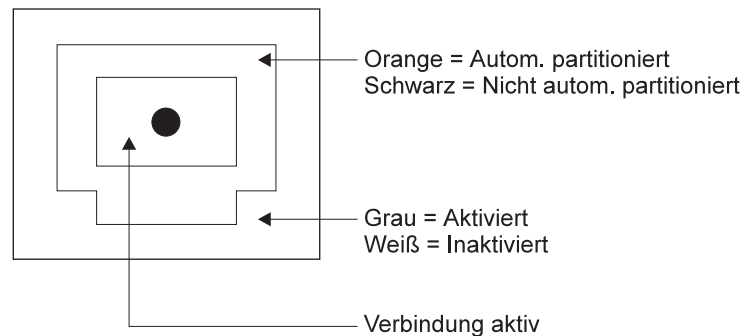 Orange = Autom. partitioniert
Schwarz = Nicht autom. partitioniert
Grau = Aktiviert
Weiß = Inaktiviert
Verbindung aktiv